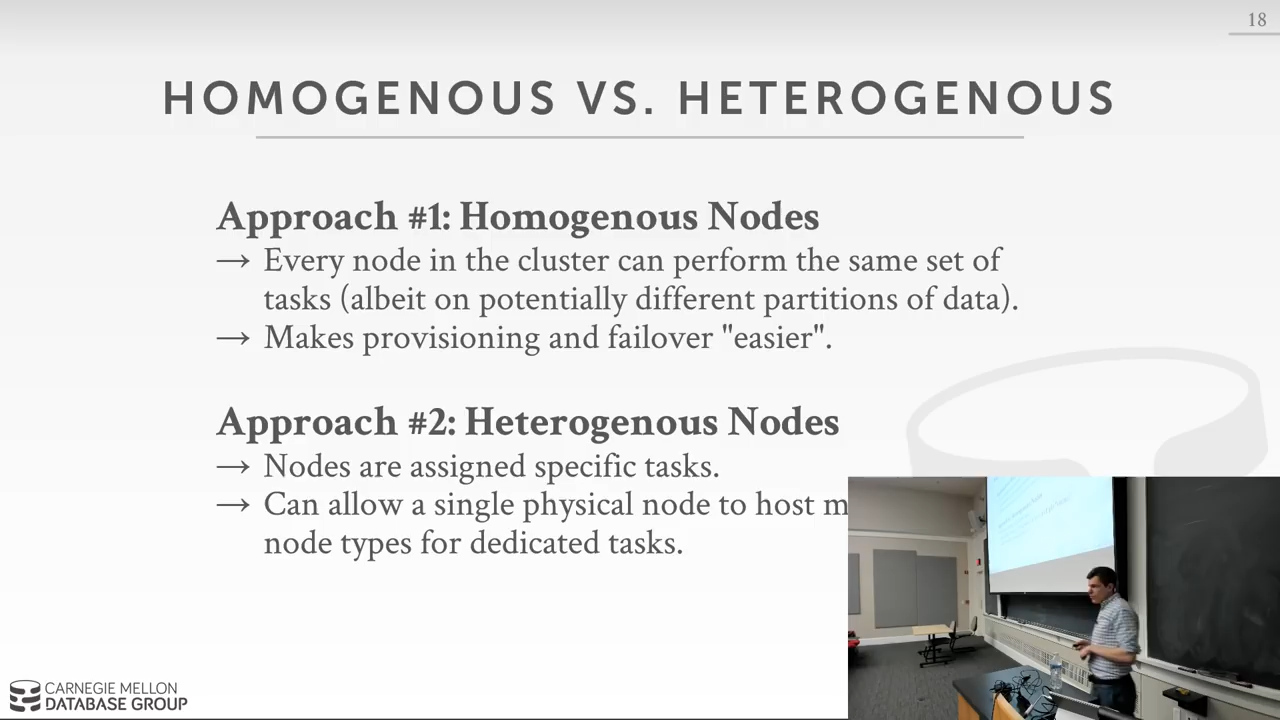 18
HOMOGENOUS VS. HETEROGENOUS
Approach #1: Homogenous Nodes
→ Every node in the cluster can perform the same set of
tasks (albeit on potentially different partitions of data).
→ Makes provisioning and failover "easier".
Approach #2: Heterogenous Nodes
→ Nodes are assigned specific tasks.
→ Can allow a single physical node to host m
node types for dedicated tasks.
CARNEGIE MELLON
DATABASE GROUP